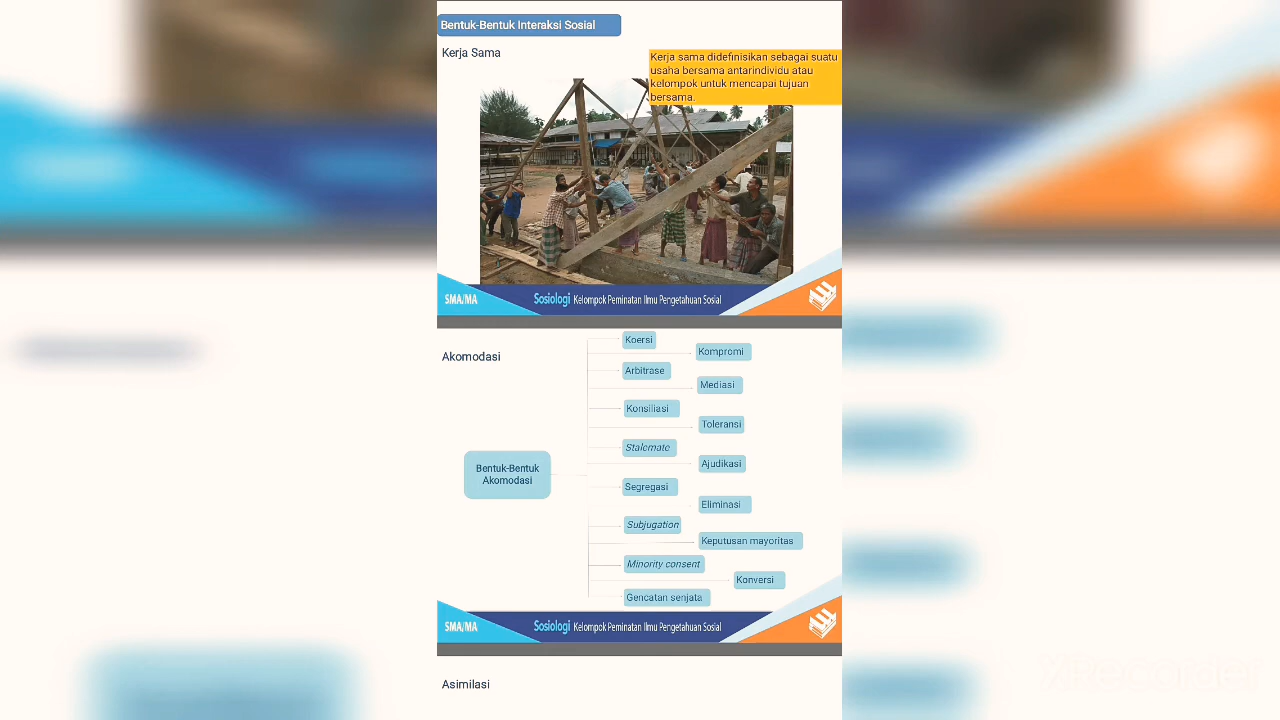 Bentuk-Bentuk Interaksi Sosial
Kerja Sama
Kerja sama didefinisikan sebagai suatu
usaha bersama antarindividu atau
kelompok untuk mencapai tujuan
bersama.
SMA/MA
Sosiologi Kelompok Peminatan Ilmu Pengetahuan Sosial
Akomodasi
Koersi
Kompromi
Arbitrase
Mediasi
Konsiliasi
Toleransi
Stalemate
Ajudikasi
Bentuk-Bentuk
Akomodasi
Segregasi
Eliminasi
Subjugation
Keputusan mayoritas
Minority consent
Konversi
Gencatan senjata
SMA/MA
Sosiologi Kelompok Peminatan Ilmu Pengetahuan Sosial
Asimilasi
XRecorder